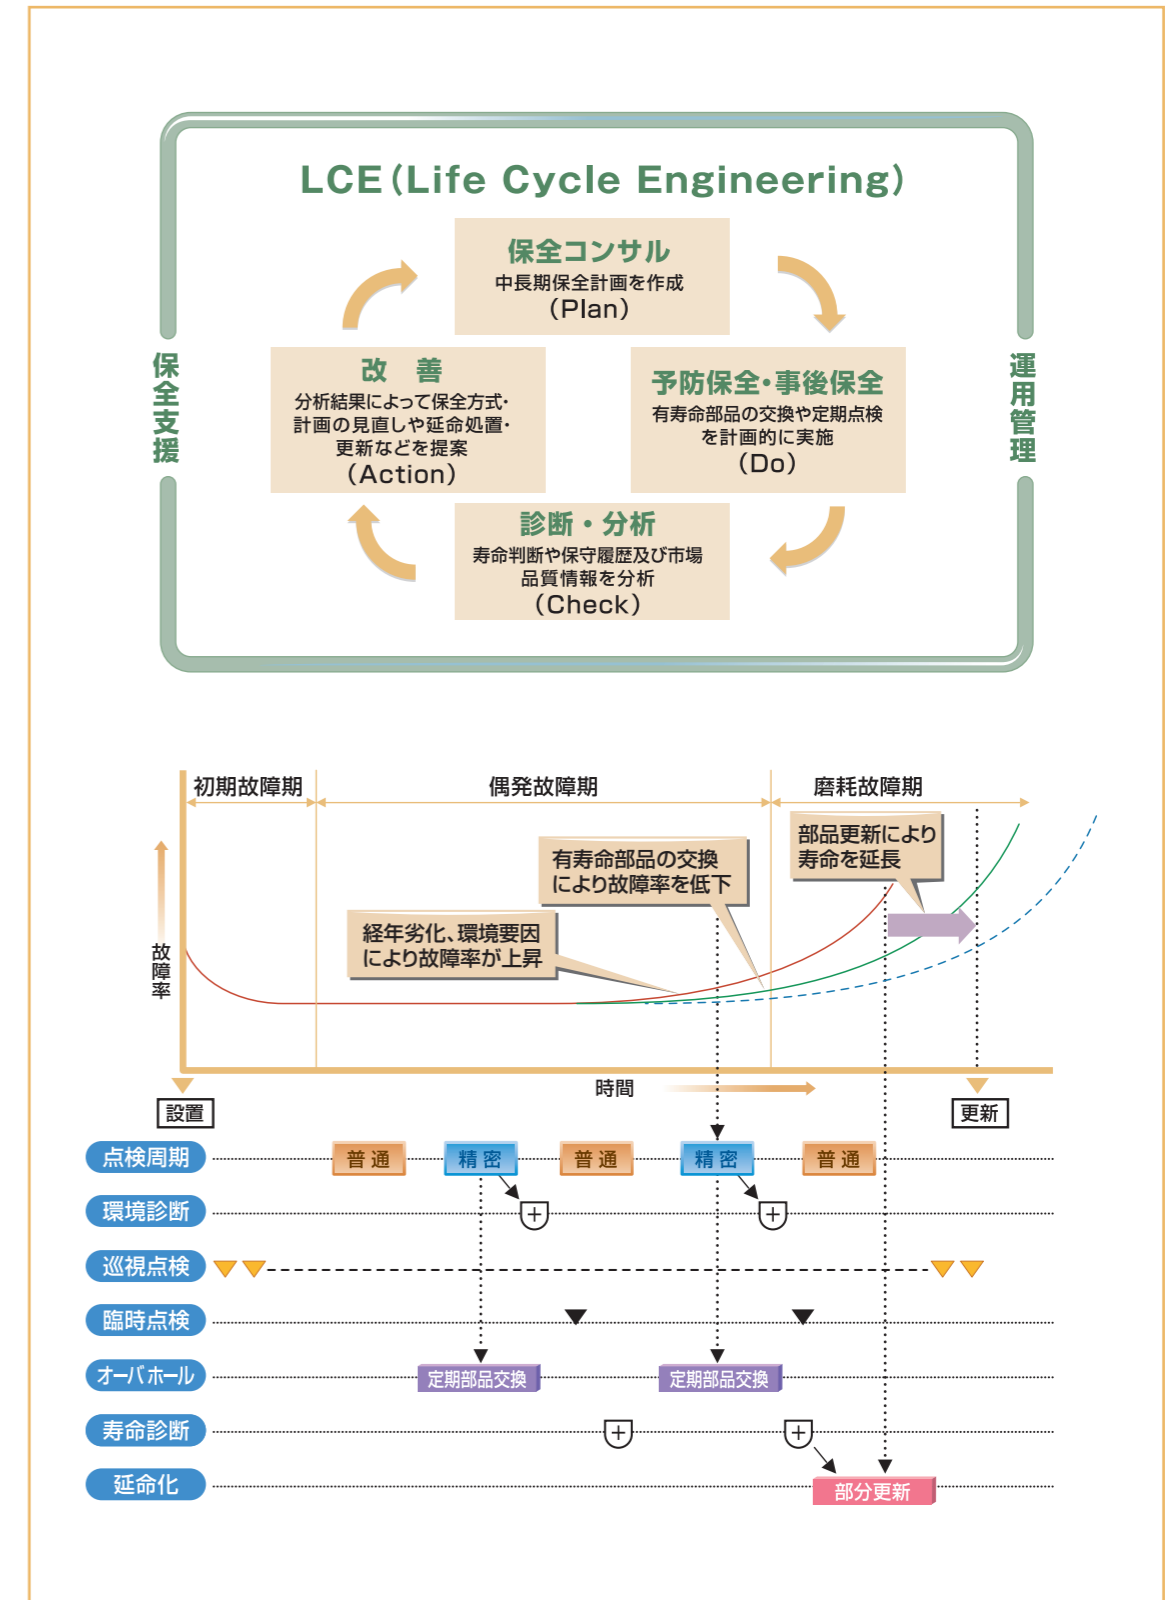 LCE(Life Cycle Engineering)
保全コンサル
中長期保全計画を作成
(Plan)
改 善
分析結果によって保全方式・
計画の見直しや延命処置・
更新などを提案
(Action)
予防保全・事後保全
有寿命部品の交換や定期点検
を計画的に実施
(Do)
診断・分析
寿命判断や保守履歴及び市場
品質情報を分析
(Check)
保全支援
運用管理
初期故障期
偶発故障期
磨耗故障期
部品更新により
寿命を延長
有寿命部品の交換
により故障率を低下
経年劣化、環境要因
により故障率が上昇
故障率
時間
設置
更新
点検周期
普通
精密
普通
精密
普通
環境診断
巡視点検
臨時点検
オーバホール
定期部品交換
定期部品交換
寿命診断
延命化
部分更新